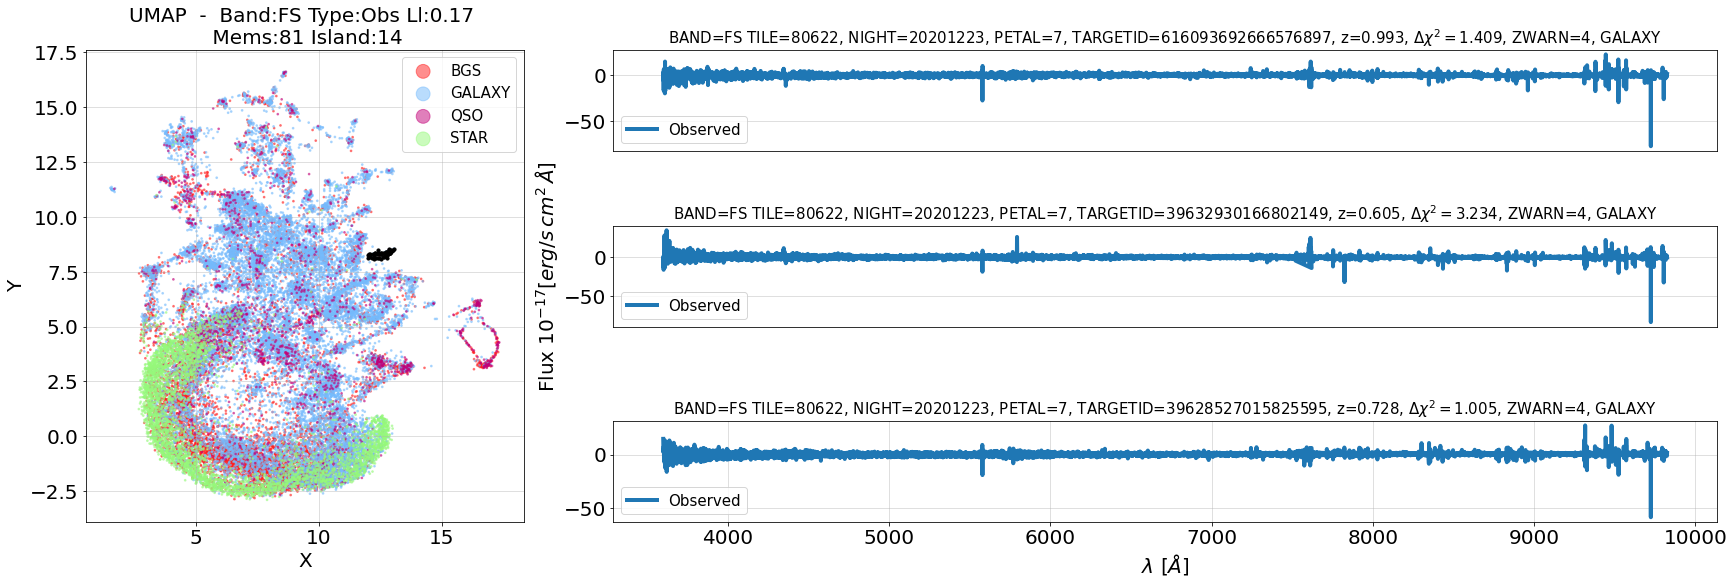 UMAP - Band:FS Type:Obs Ll:0.17
Mems:81 Island:14
17.5
15.0
12.5
10.0
7.5
5.0
2.5
0.0
−2.5
Y
5
10
15
X
BGS
GALAXY
QSO
STAR
BAND=FS TILE=80622, NIGHT=20201223, PETAL=7, TARGETID=616093692666576897, z=0.993, Δχ² = 1.409, ZWARN=4, GALAXY
0
−50
Observed
BAND=FS TILE=80622, NIGHT=20201223, PETAL=7, TARGETID=39632930166802149, z=0.605, Δχ² = 3.234, ZWARN=4, GALAXY
0
−50
Observed
Flux 10⁻¹⁷[erg/s cm² Å]
BAND=FS TILE=80622, NIGHT=20201223, PETAL=7, TARGETID=39628527015825595, z=0.728, Δχ² = 1.005, ZWARN=4, GALAXY
0
−50
Observed
4000
5000
6000
7000
8000
9000
10000
λ [Å]